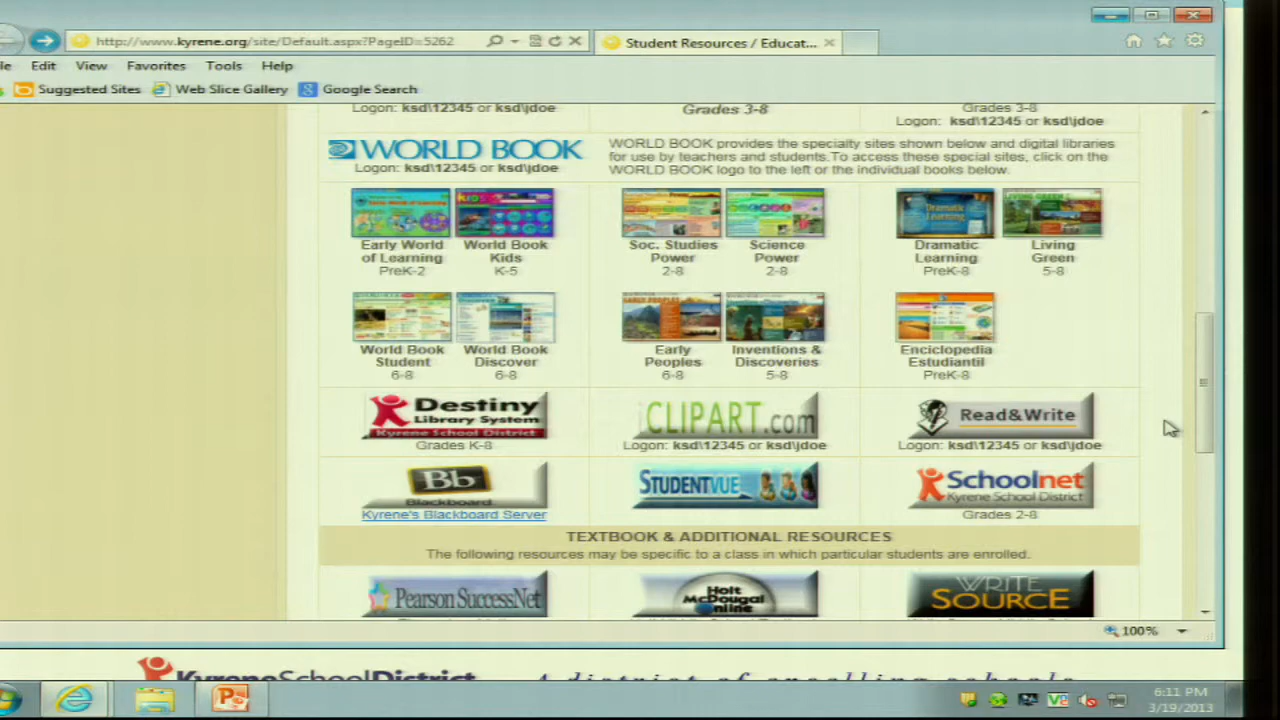 http://www.kyrene.org/site/Default.aspx?PageID=5262
Student Resources / Educat...
le Edit View Favorites Tools Help
Suggested Sites Web Slice Gallery Google Search
Logon: ksd\12345 or ksd\jdoe
Grades 3-8
Grades 3-8
Logon: ksd\12345 or ksd\jdoe
WORLD BOOK
Logon: ksd\12345 or ksd\jdoe
WORLD BOOK provides the specialty sites shown below and digital libraries
for use by teachers and students.To access these special sites, click on the
WORLD BOOK logo to the left or the individual books below.
Early World
of Learning
PreK-2
World Book
Kids
K-5
Soc. Studies
Power
2-8
Science
Power
2-8
Dramatic
Learning
Dramatic
Learning
PreK-8
Living
Green
5-8
World Book
Student
6-8
World Book
Discover
6-8
EARLY PEOPLES
Early
Peoples
6-8
Inventions &
Discoveries
5-8
Enciclopedia
Estudiantil
PreK-8
Destiny
Library System
Kyrene School District
Grades K-8
iCLIPART.com
Logon: ksd\12345 or ksd\jdoe
Read&Write
Logon: ksd\12345 or ksd\jdoe
Bb
Blackboard
Kyrene's Blackboard Server
STUDENTVUE
Schoolnet
Kyrene School District
Grades 2-8
TEXTBOOK & ADDITIONAL RESOURCES
The following resources may be specific to a class in which particular students are enrolled.
Pearson SuccessNet
Holt
McDougal
Online
WRITE
SOURCE
100%
KyreneSchoolDistrict
A district of excelling schools
6:11 PM
3/19/2013